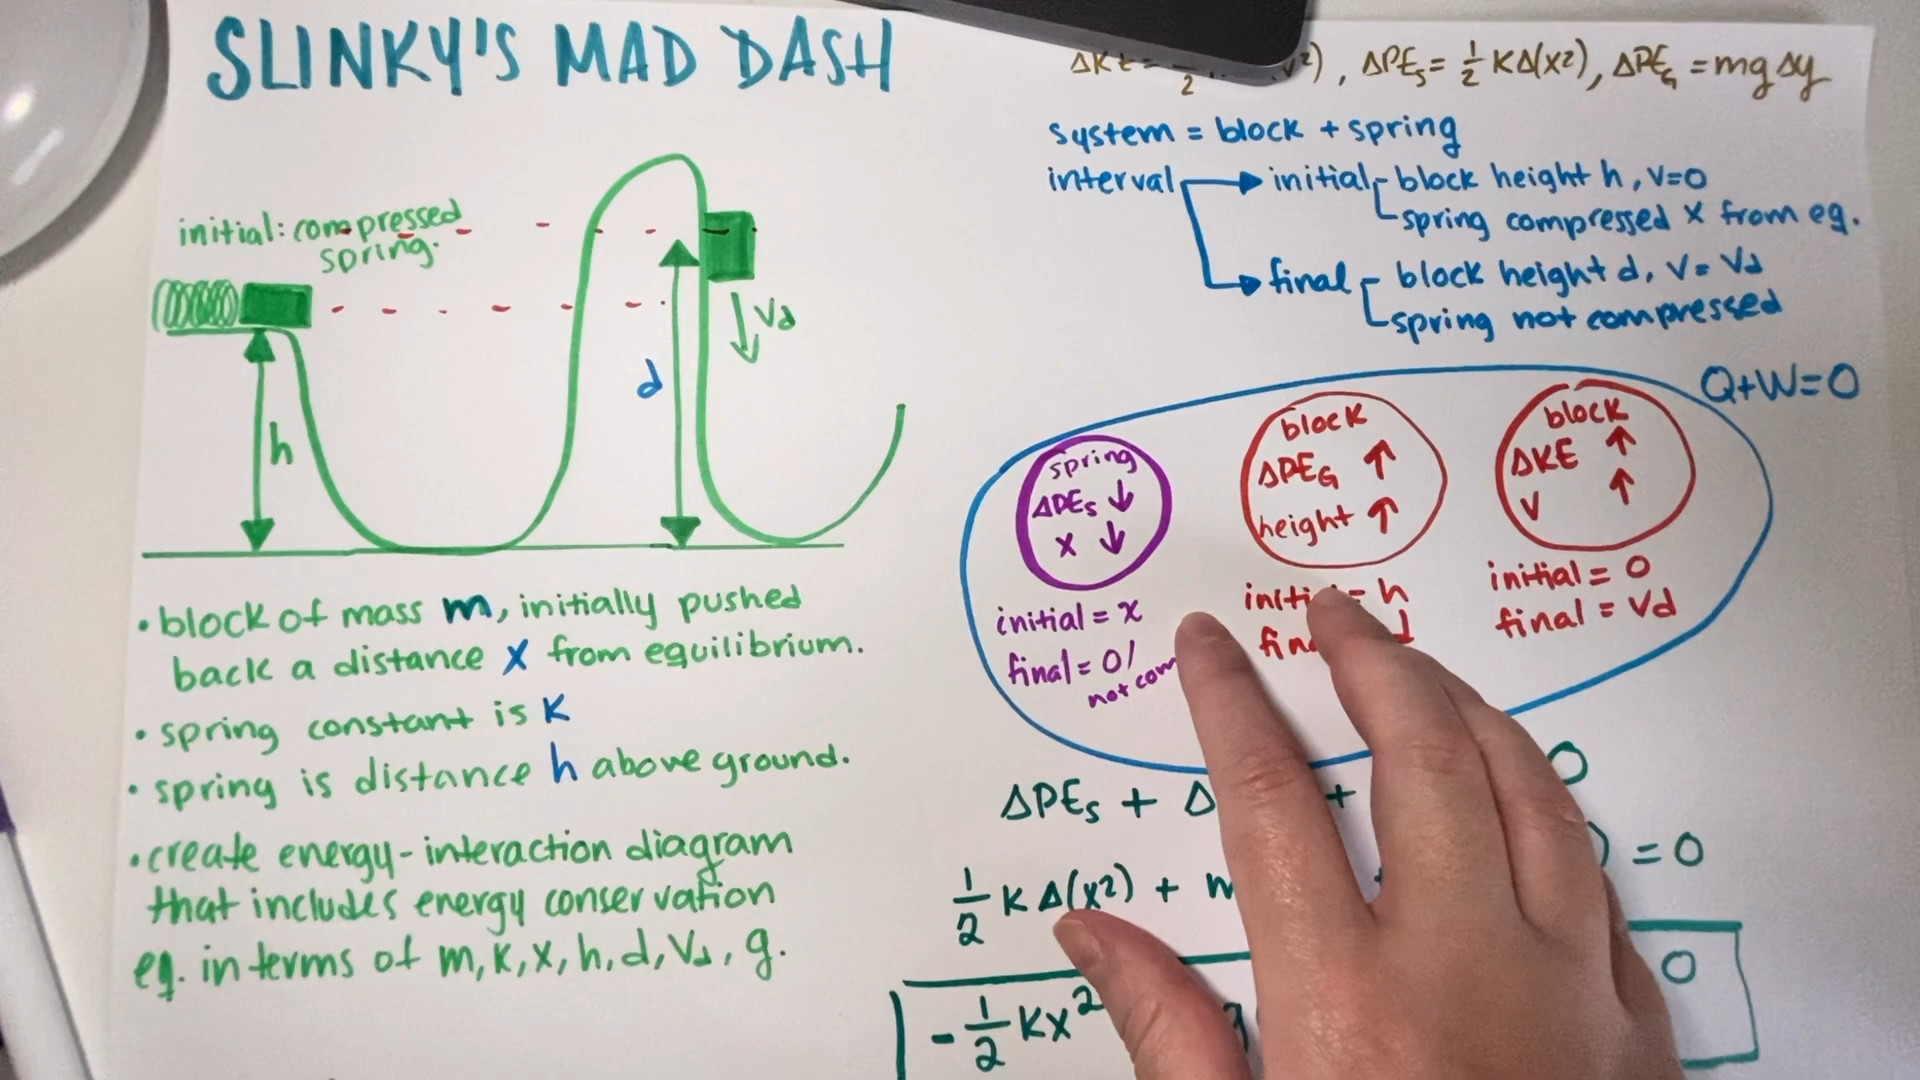 SLINKY'S MAD DASH
initial: compressed
spring.
h
d
Vd
• block of mass m, initially pushed
back a distance x from equilibrium.
• spring constant is K
• spring is distance h above ground.
• create energy-interaction diagram
that includes energy conservation
eq. in terms of m, K, x, h, d, Vd, g.
2 v²), ΔPEs = 1/2 KΔ(x²), ΔPEG = mgΔy
system = block + spring
interval → initial - block height h, V=0
spring compressed x from eq.
→ final - block height d, V= Vd
spring not compressed
Q+W=0
spring
ΔPEs ↓
x ↓
initial = x
final = 0/
not com
block
ΔPEG ↑
height ↑
= h
block
ΔKE ↑
V ↑
initial = 0
final = Vd
ΔPEs + Δ + 0
1/2 KΔ(x²) + ) = 0
-1/2 Kx² 0